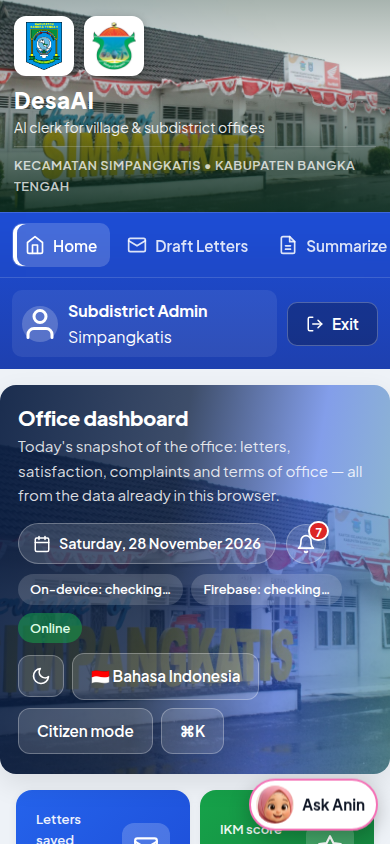 DesaAI
AI clerk for village & subdistrict offices
KECAMATAN SIMPANGKATIS • KABUPATEN BANGKA
TENGAH
Home
Draft Letters
Summarize
Subdistrict Admin
Simpangkatis
Exit
Office dashboard
Today's snapshot of the office: letters,
satisfaction, complaints and terms of office — all
from the data already in this browser.
Saturday, 28 November 2026
7
On-device: checking…
Firebase: checking…
Online
🇮🇩 Bahasa Indonesia
Citizen mode
⌘K
Letters
saved
IKM score
Ask Anin